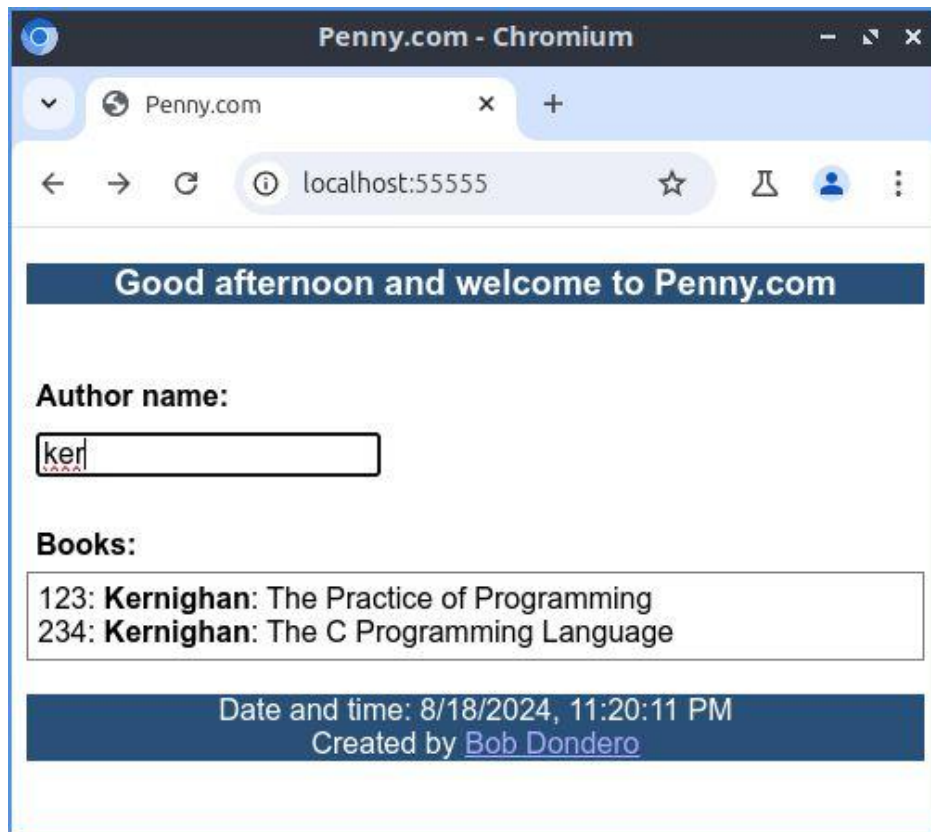 Penny.com - Chromium
Penny.com
localhost:55555
Good afternoon and welcome to Penny.com
Author name:
ker
Books:
123: Kernighan: The Practice of Programming
234: Kernighan: The C Programming Language
Date and time: 8/18/2024, 11:20:11 PM
Created by Bob Dondero